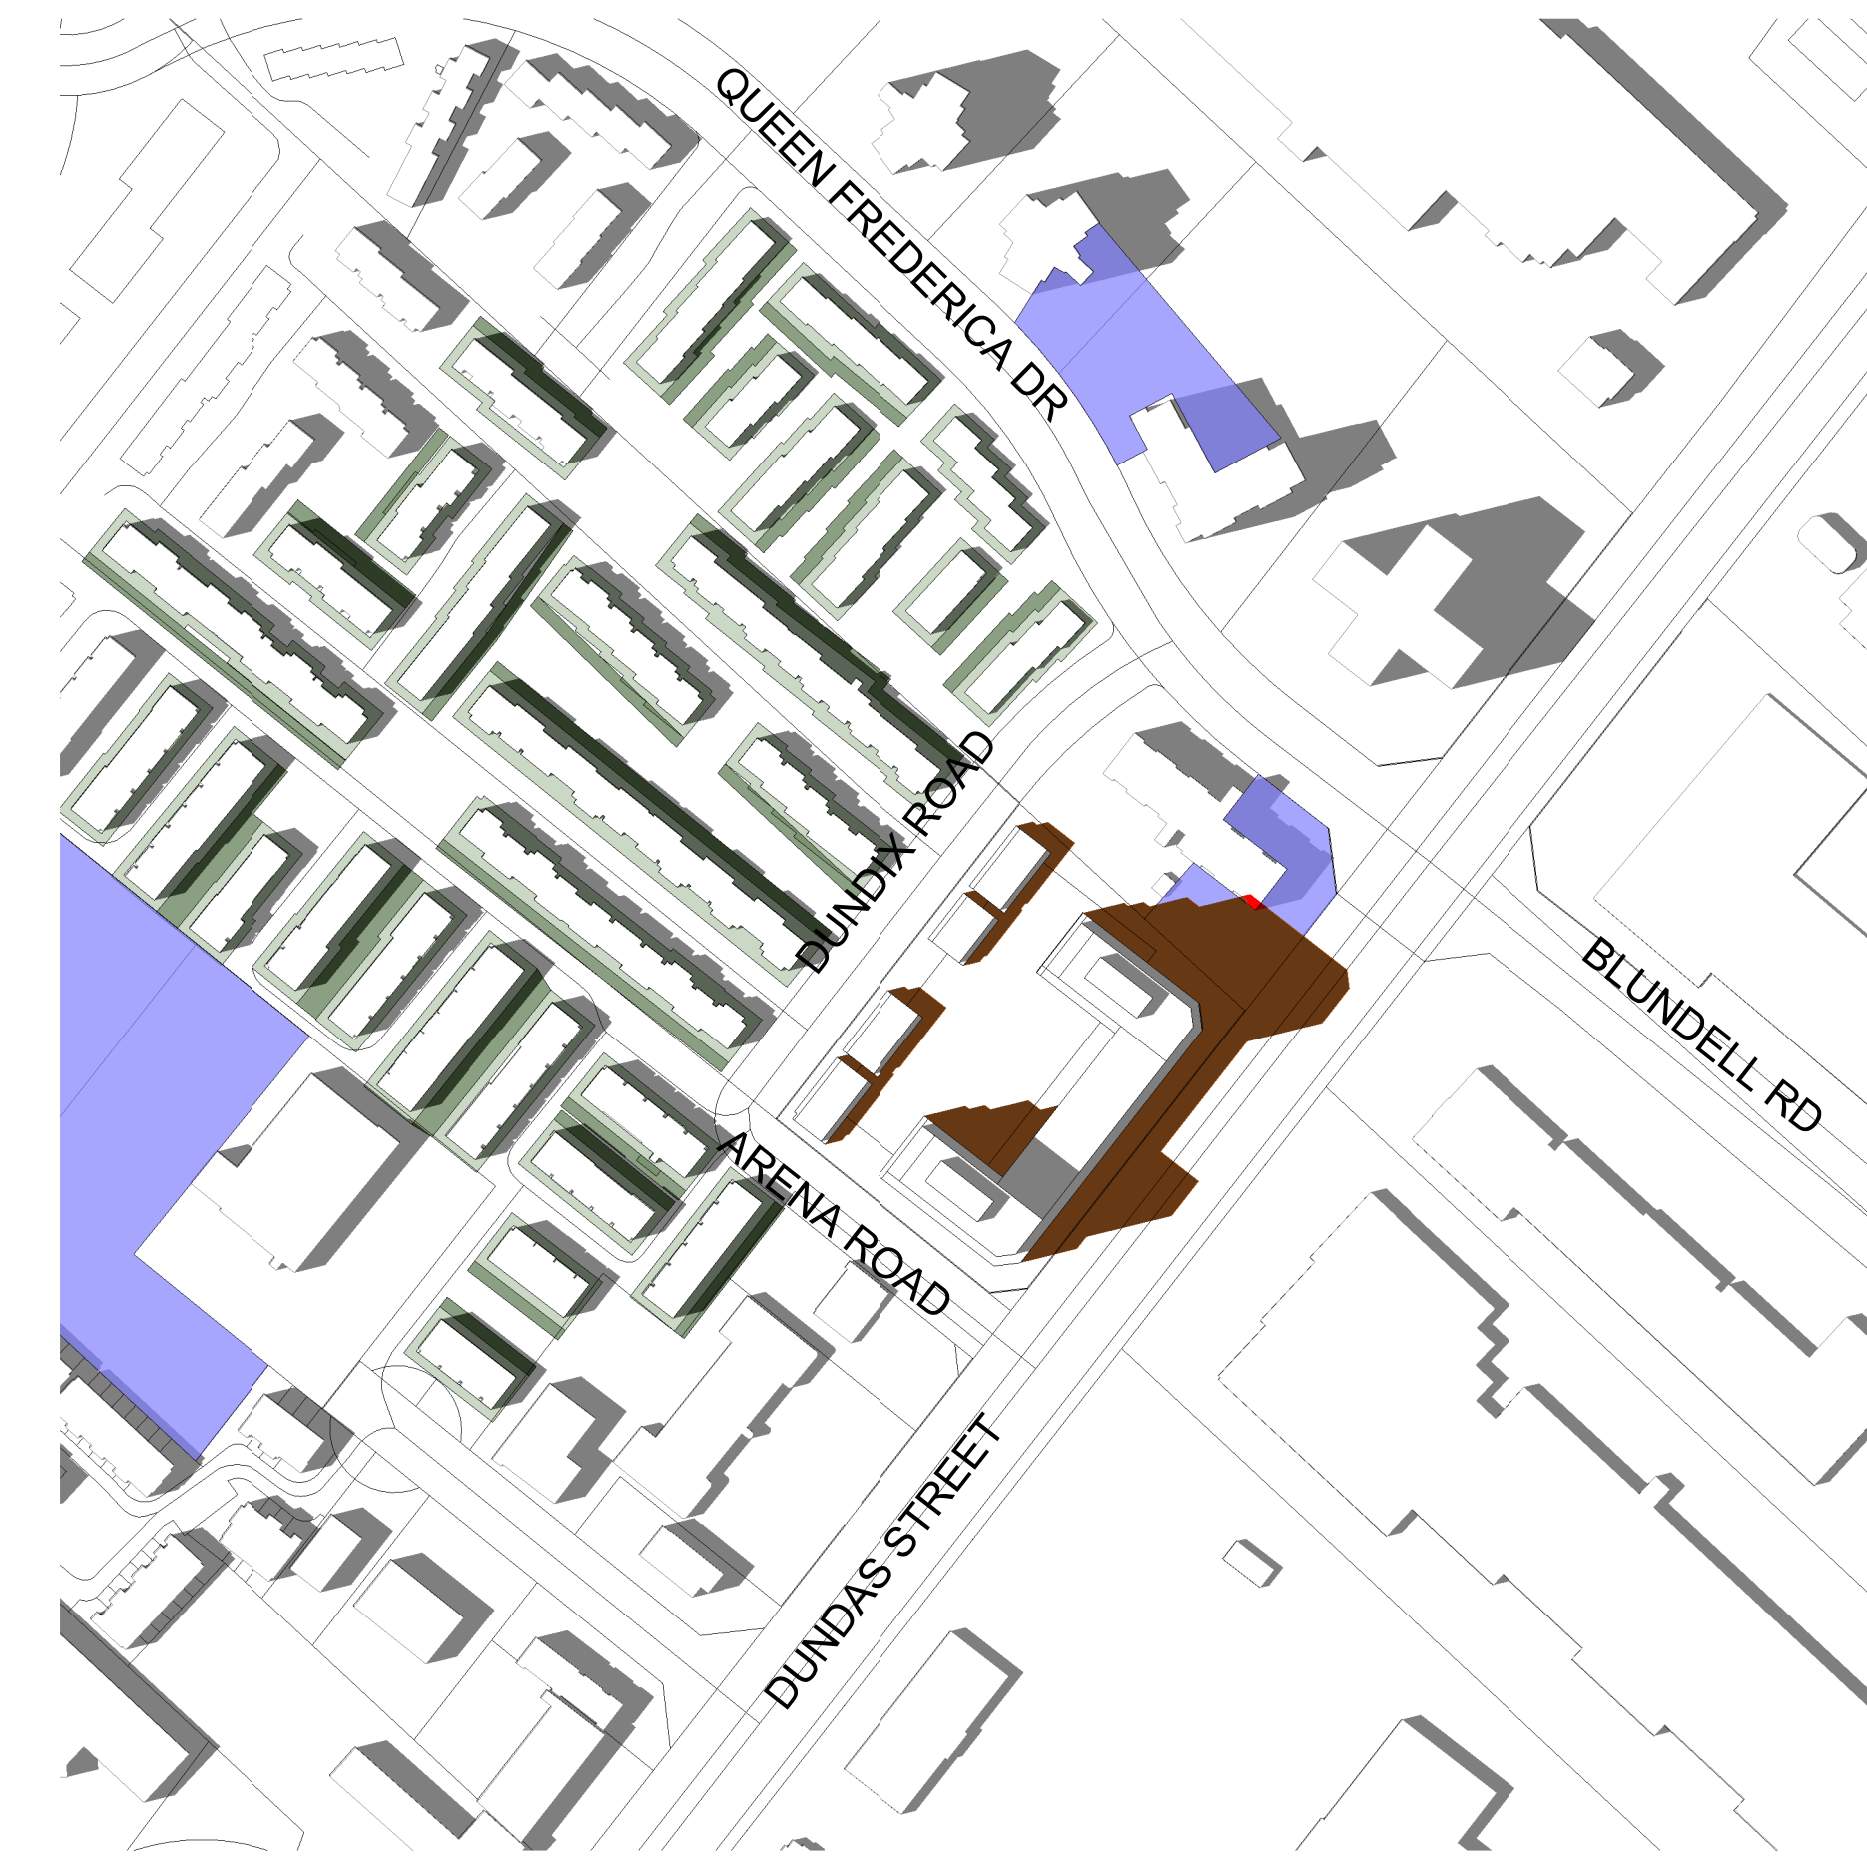 QUEEN FREDERICA DR
DUNDIX ROAD
BLUNDELL RD
ARENA ROAD
DUNDAS STREET